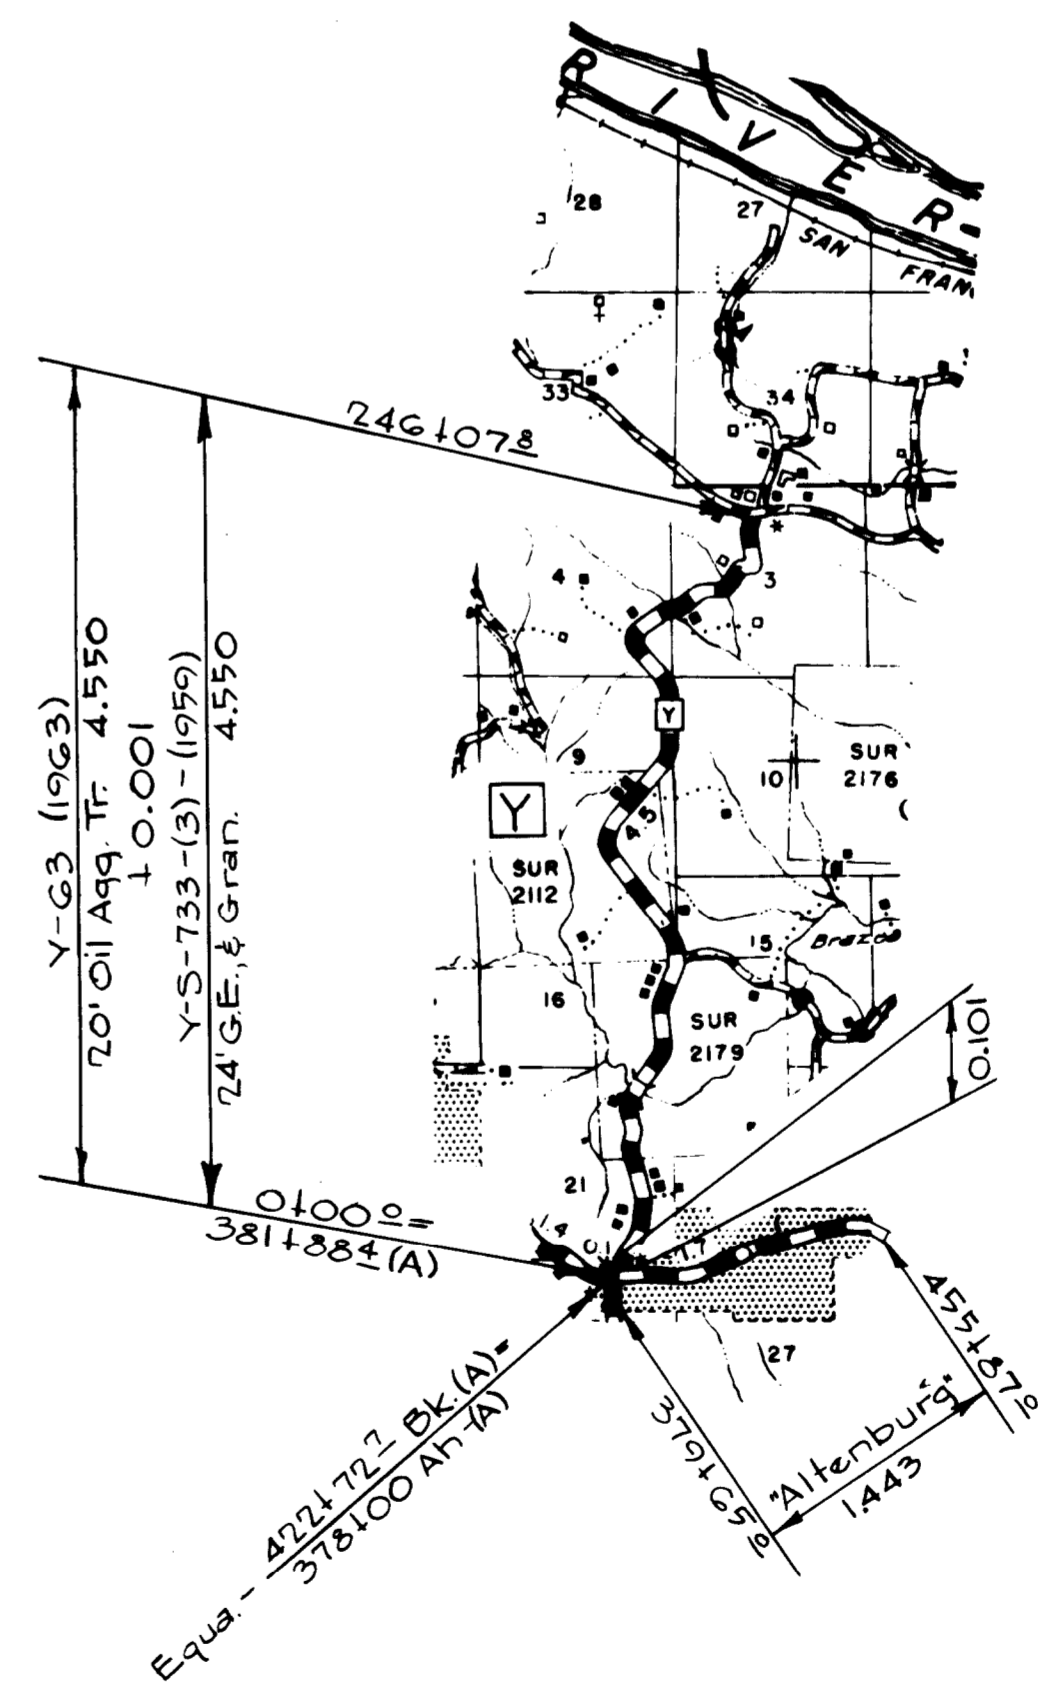 RIVER-
28
27
SAN
FRAN
33
34
246+07 8
4
3
Y
9
10
SUR
2176
(
Y
4.5
SUR
2112
15
Brazo
16
SUR
2179
0.101
21
1.4
0.1
1.7
27
Y-63 (1963)
20' Oil Agg. Tr. 4.550
+0.001
Y-S-733-(3)-(1959)
24' G.E., & Gran. 4.550
0+00 0 =
381+88 4 (A)
Equa. - 422+72 7 Bk.(A)=
378+00 Ah-(A)
379+65 0
455+87 0
"Altenburg"
1.443